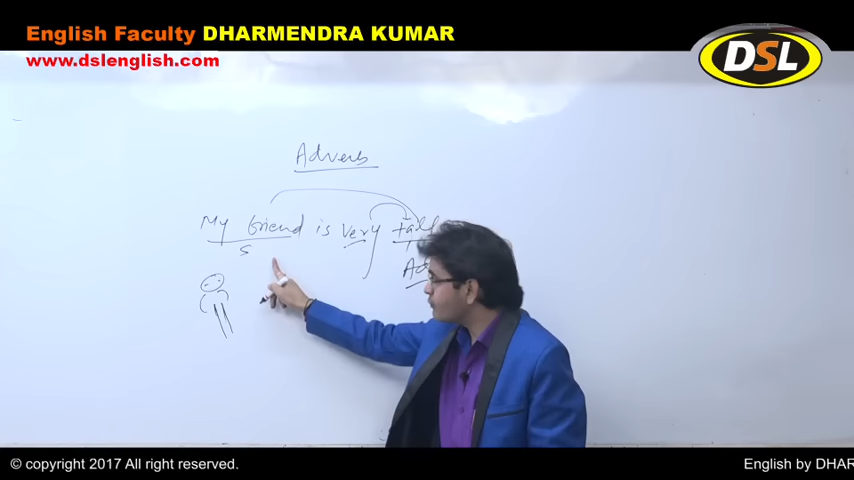 English Faculty DHARMENDRA KUMAR
www.dslenglish.com
DSL
Adverb
My friend is very tall
S
© copyright 2017 All right reserved.
English by DHAR